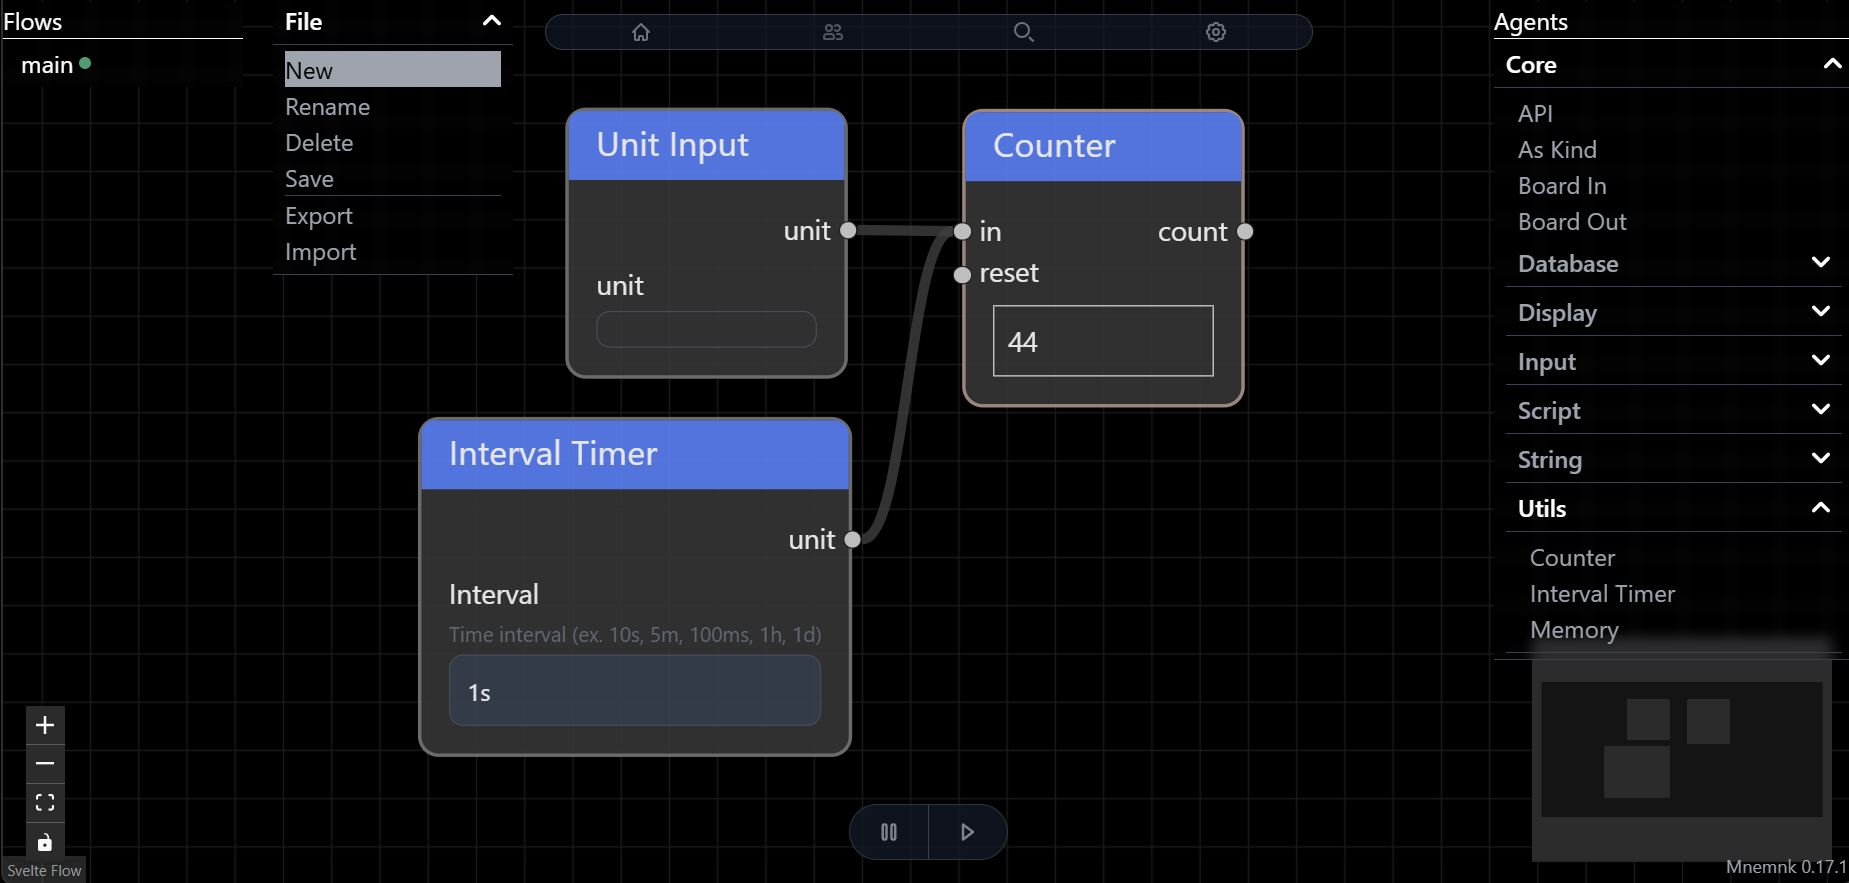 Flows
main
File
New
Rename
Delete
Save
Export
Import
Unit Input
unit
unit
Counter
in
count
reset
44
Interval Timer
unit
Interval
Time interval (ex. 10s, 5m, 100ms, 1h, 1d)
1s
Agents
Core
API
As Kind
Board In
Board Out
Database
Display
Input
Script
String
Utils
Counter
Interval Timer
Memory
Svelte Flow
Mnemnk 0.17.1